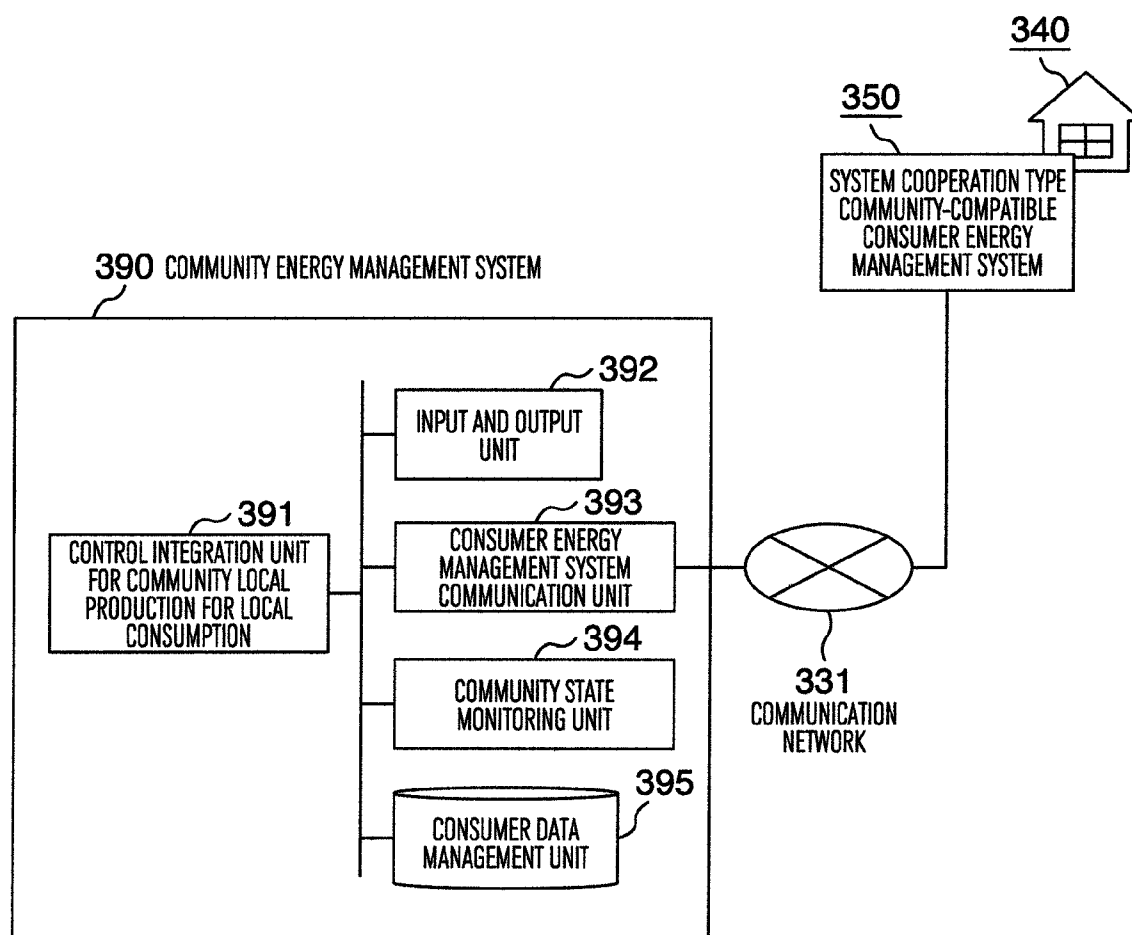 340
350
SYSTEM COOPERATION TYPE
COMMUNITY-COMPATIBLE
CONSUMER ENERGY
MANAGEMENT SYSTEM
390 COMMUNITY ENERGY MANAGEMENT SYSTEM
392
INPUT AND OUTPUT
UNIT
391
CONTROL INTEGRATION UNIT
FOR COMMUNITY LOCAL
PRODUCTION FOR LOCAL
CONSUMPTION
393
CONSUMER ENERGY
MANAGEMENT SYSTEM
COMMUNICATION UNIT
394
COMMUNITY STATE
MONITORING UNIT
395
CONSUMER DATA
MANAGEMENT UNIT
331
COMMUNICATION
NETWORK